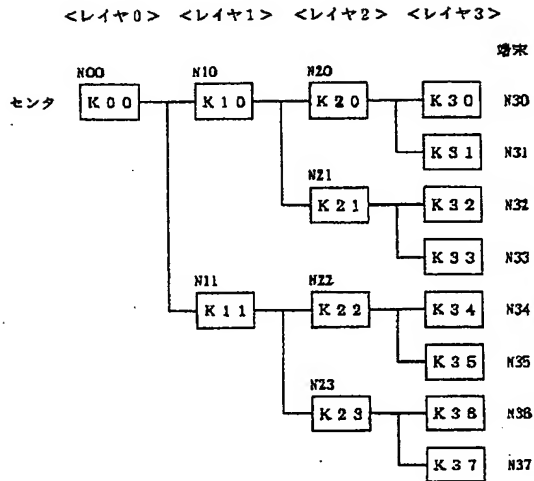 <レイヤ0> <レイヤ1> <レイヤ2> <レイヤ3>
端末
N00 N10 N20
センタ K00 K10 K20 K30 N30
K31 N31
N21
K21 K32 N32
K33 N33
N11 N22
K11 K22 K34 N34
K35 N35
N23
K23 K36 N36
K37 N37